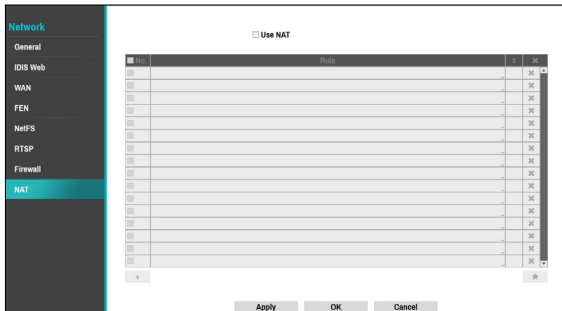 Network
General
IDIS Web
WAN
FEN
NetFS
RTSP
Firewall
NAT
Use NAT
No. Rule
+
Apply OK Cancel